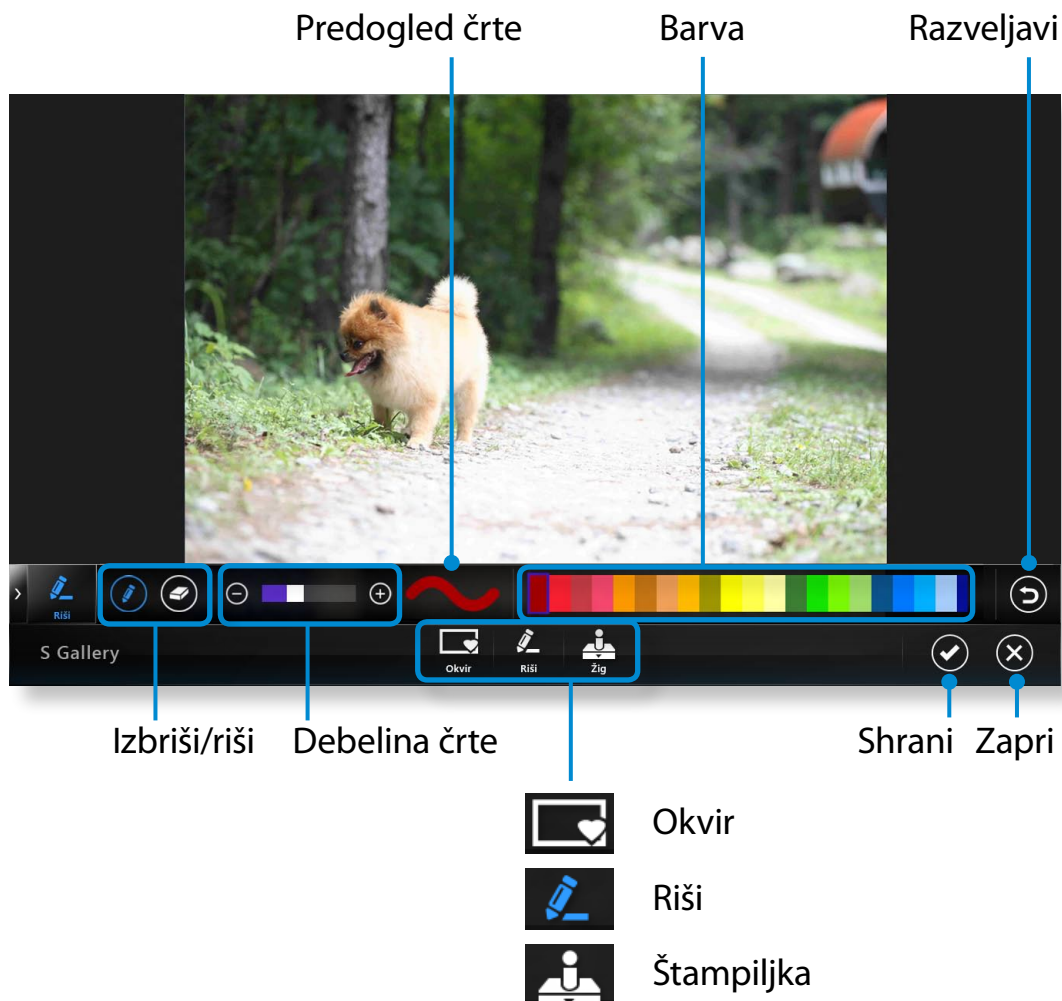 Predogled črte Barva Razveljavi
Riši
S Gallery
Okvir Riši Žig
Izbriši/riši Debelina črte Shrani Zapri
Okvir
Riši
Štampiljka